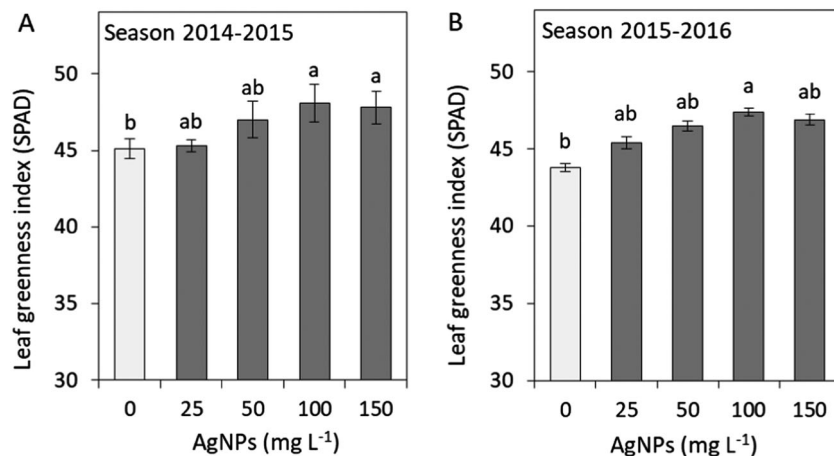 A
Season 2014-2015
Leaf greenness index (SPAD)
50
45
40
35
30
b
ab
ab
a
a
0 25 50 100 150
AgNPs (mg L⁻¹)
B
Season 2015-2016
Leaf greenness index (SPAD)
50
45
40
35
30
b
ab
ab
a
ab
0 25 50 100 150
AgNPs (mg L⁻¹)